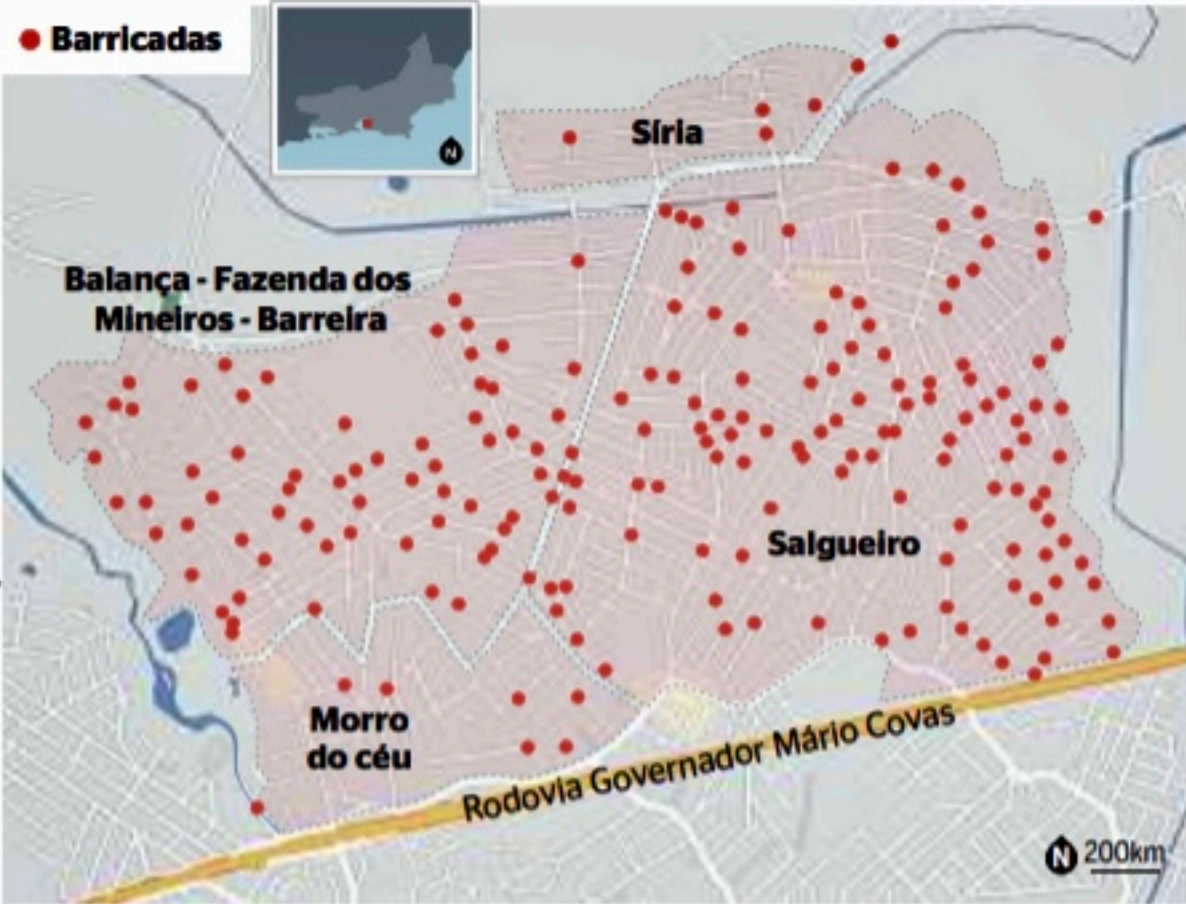 Barricadas
N
Síria
Balança - Fazenda dos
Mineiros - Barreira
Salgueiro
Morro
do céu
Rodovia Governador Mário Covas
N 200km